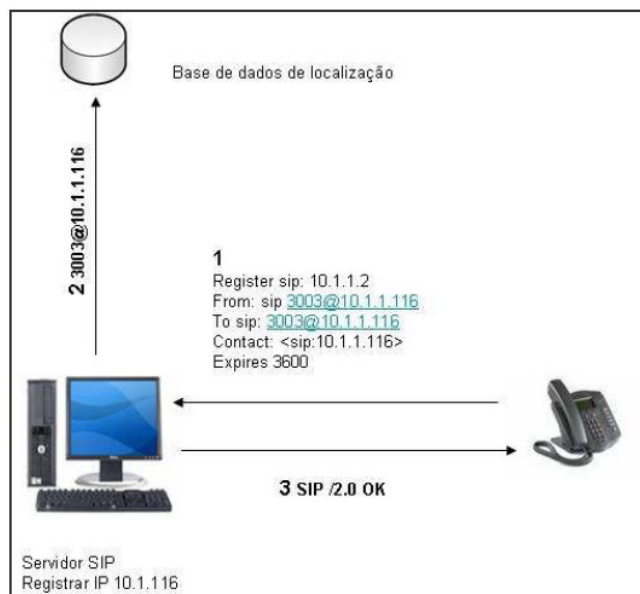 Base de dados de localização
2 3003@10.1.1.116
1
Register sip: 10.1.1.2
From: sip 3003@10.1.1.116
To sip: 3003@10.1.1.116
Contact: <sip:10.1.1.116>
Expires 3600
3 SIP /2.0 OK
Servidor SIP
Registrar IP 10.1.116